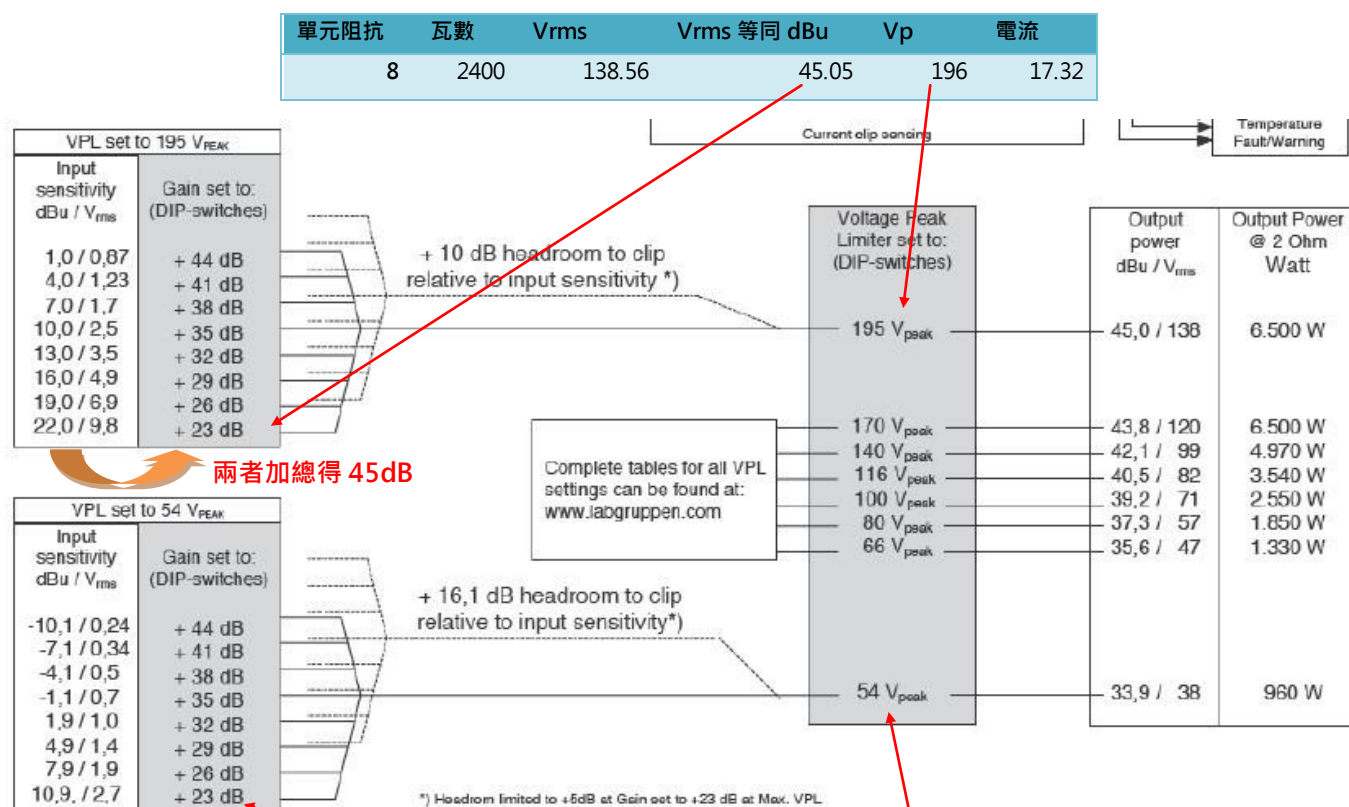 單元阻抗 瓦數 Vrms Vrms 等同 dBu Vp 電流
8 2400 138.56 45.05 196 17.32
Current clip sensing
Temperature
Fault/Warning
VPL set to 195 VPEAK
Input
sensitivity
dBu / Vrms
Gain set to:
(DIP-switches)
1,0 / 0,87 + 44 dB
4,0 / 1,23 + 41 dB
7,0 / 1,7 + 38 dB
10,0 / 2,5 + 35 dB
13,0 / 3,5 + 32 dB
16,0 / 4,9 + 29 dB
19,0 / 6,9 + 26 dB
22,0 / 9,8 + 23 dB
+ 10 dB headroom to clip
relative to input sensitivity *)
Voltage Peak
Limiter set to:
(DIP-switches)
Output
power
dBu / Vrms
Output Power
@ 2 Ohm
Watt
195 Vpeak 45,0 / 138 6.500 W
170 Vpeak 43,8 / 120 6.500 W
140 Vpeak 42,1 / 99 4.970 W
116 Vpeak 40,5 / 82 3.540 W
100 Vpeak 39,2 / 71 2.550 W
80 Vpeak 37,3 / 57 1.850 W
66 Vpeak 35,6 / 47 1.330 W
Complete tables for all VPL
settings can be found at:
www.labgruppen.com
兩者加總得 45dB
VPL set to 54 VPEAK
Input
sensitivity
dBu / Vrms
Gain set to:
(DIP-switches)
-10,1 / 0,24 + 44 dB
-7,1 / 0,34 + 41 dB
-4,1 / 0,5 + 38 dB
-1,1 / 0,7 + 35 dB
1,9 / 1,0 + 32 dB
4,9 / 1,4 + 29 dB
7,9 / 1,9 + 26 dB
10,9, / 2,7 + 23 dB
+ 16,1 dB headroom to clip
relative to input sensitivity*)
54 Vpeak 33,9 / 38 960 W
*) Headrom limited to +6dB at Gain set to +23 dB at Max. VPL